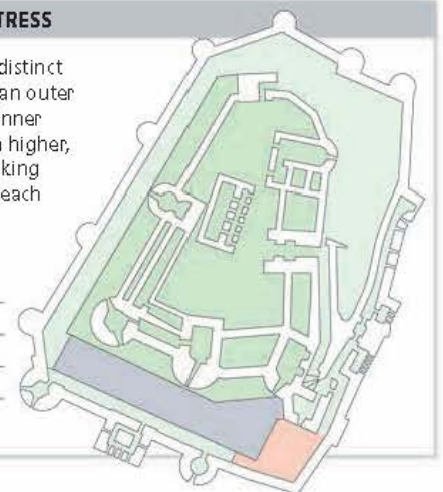 TRESS
distinct
an outer
nner
higher,
king
each